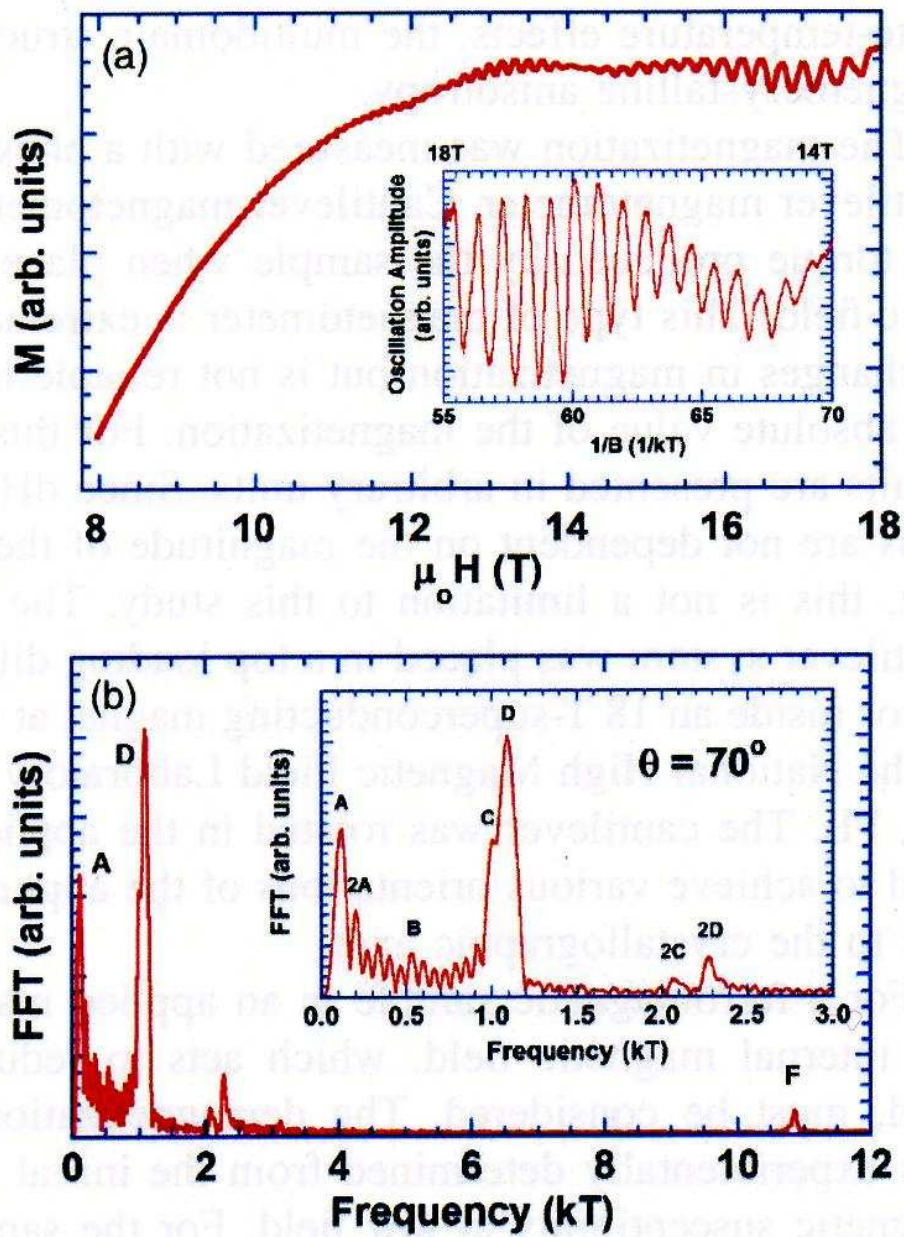 (a)
M (arb. units)
18T
14T
Oscilliation Amplitude
(arb. units)
55
60
65
70
1/B (1/kT)
8
10
12
14
16
18
μoH (T)
(b)
FFT (arb. units)
A
D
F
FFT (arb. units)
A
2A
B
C
D
2C
2D
θ = 70°
0.0
0.5
1.0
1.5
2.0
2.5
3.0
Frequency (kT)
0
2
4
6
8
10
12
Frequency (kT)